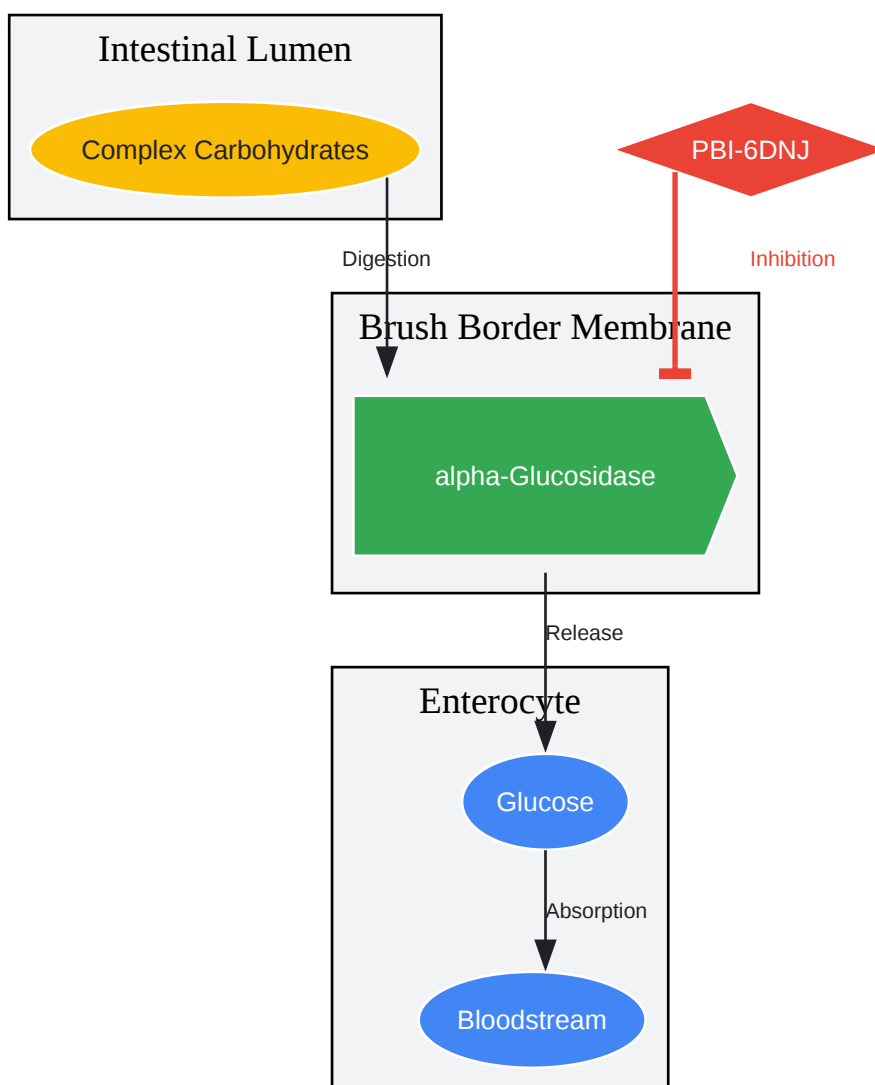 Intestinal Lumen
Complex Carbohydrates
PBI-6DNJ
Digestion
Inhibition
Brush Border Membrane
alpha-Glucosidase
Release
Enterocyte
Glucose
Absorption
Bloodstream